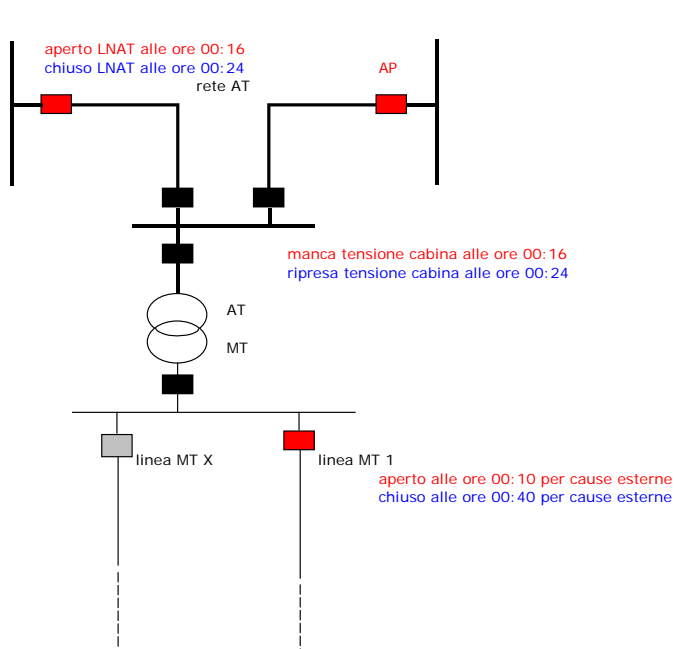 aperto LNAT alle ore 00:16
chiuso LNAT alle ore 00:24
rete AT
AP
manca tensione cabina alle ore 00:16
ripresa tensione cabina alle ore 00:24
AT
MT
linea MT X
linea MT 1
aperto alle ore 00:10 per cause esterne
chiuso alle ore 00:40 per cause esterne